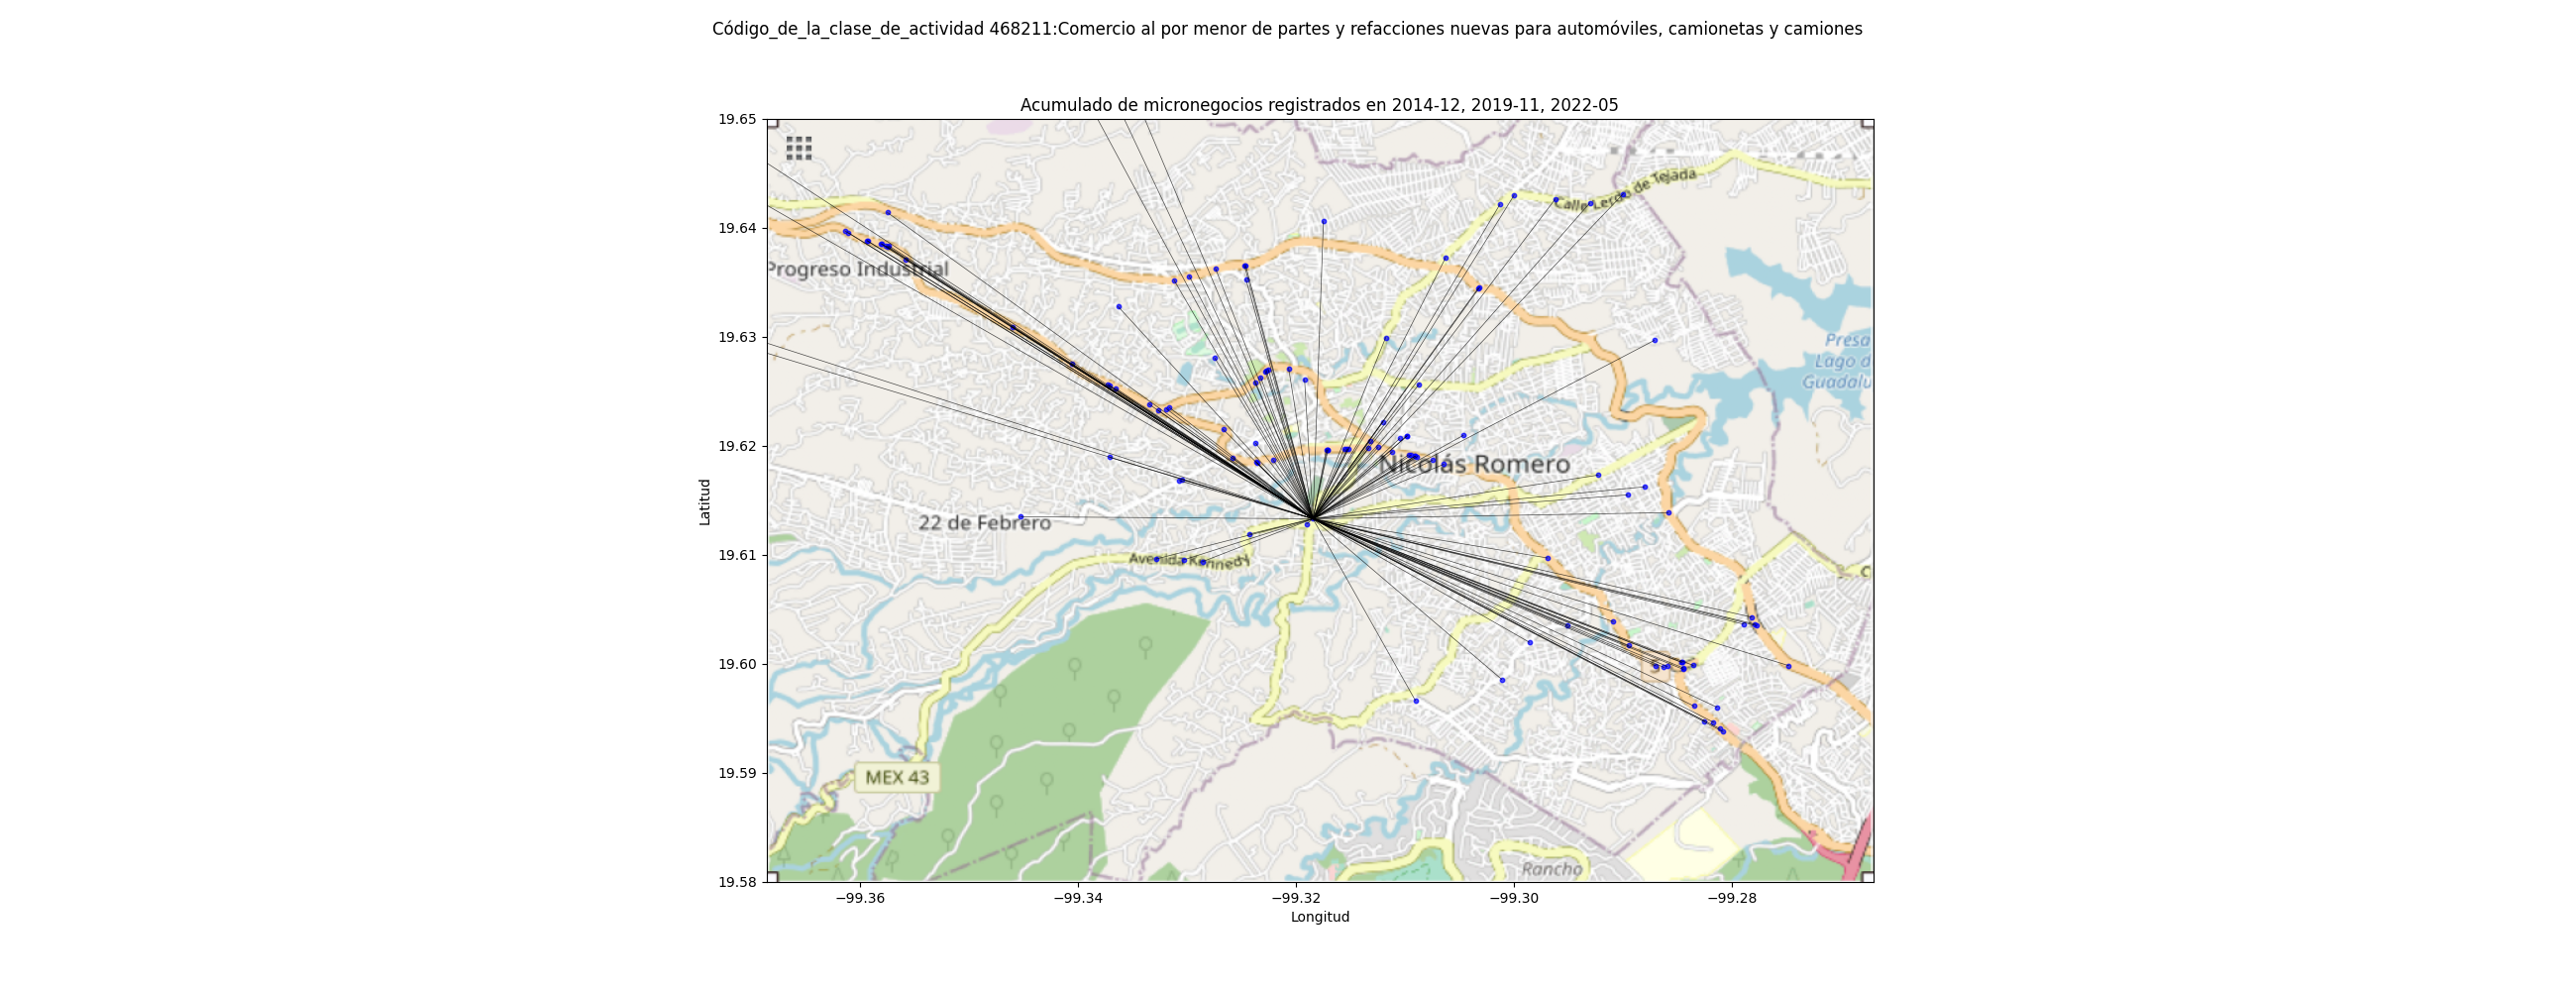 Código_de_la_clase_de_actividad 468211:Comercio al por menor de partes y refacciones nuevas para automóviles, camionetas y camiones
Acumulado de micronegocios registrados en 2014-12, 2019-11, 2022-05
19.65
19.64
19.63
19.62
19.61
19.60
19.59
19.58
Latitud
Calle Lerdo de Tejada
Progreso Industrial
Presa
Lago d
Guadalu
Nicolás Romero
22 de Febrero
Avenida Kennedy
C
MEX 43
Rancho
−99.36
−99.34
−99.32
−99.30
−99.28
Longitud